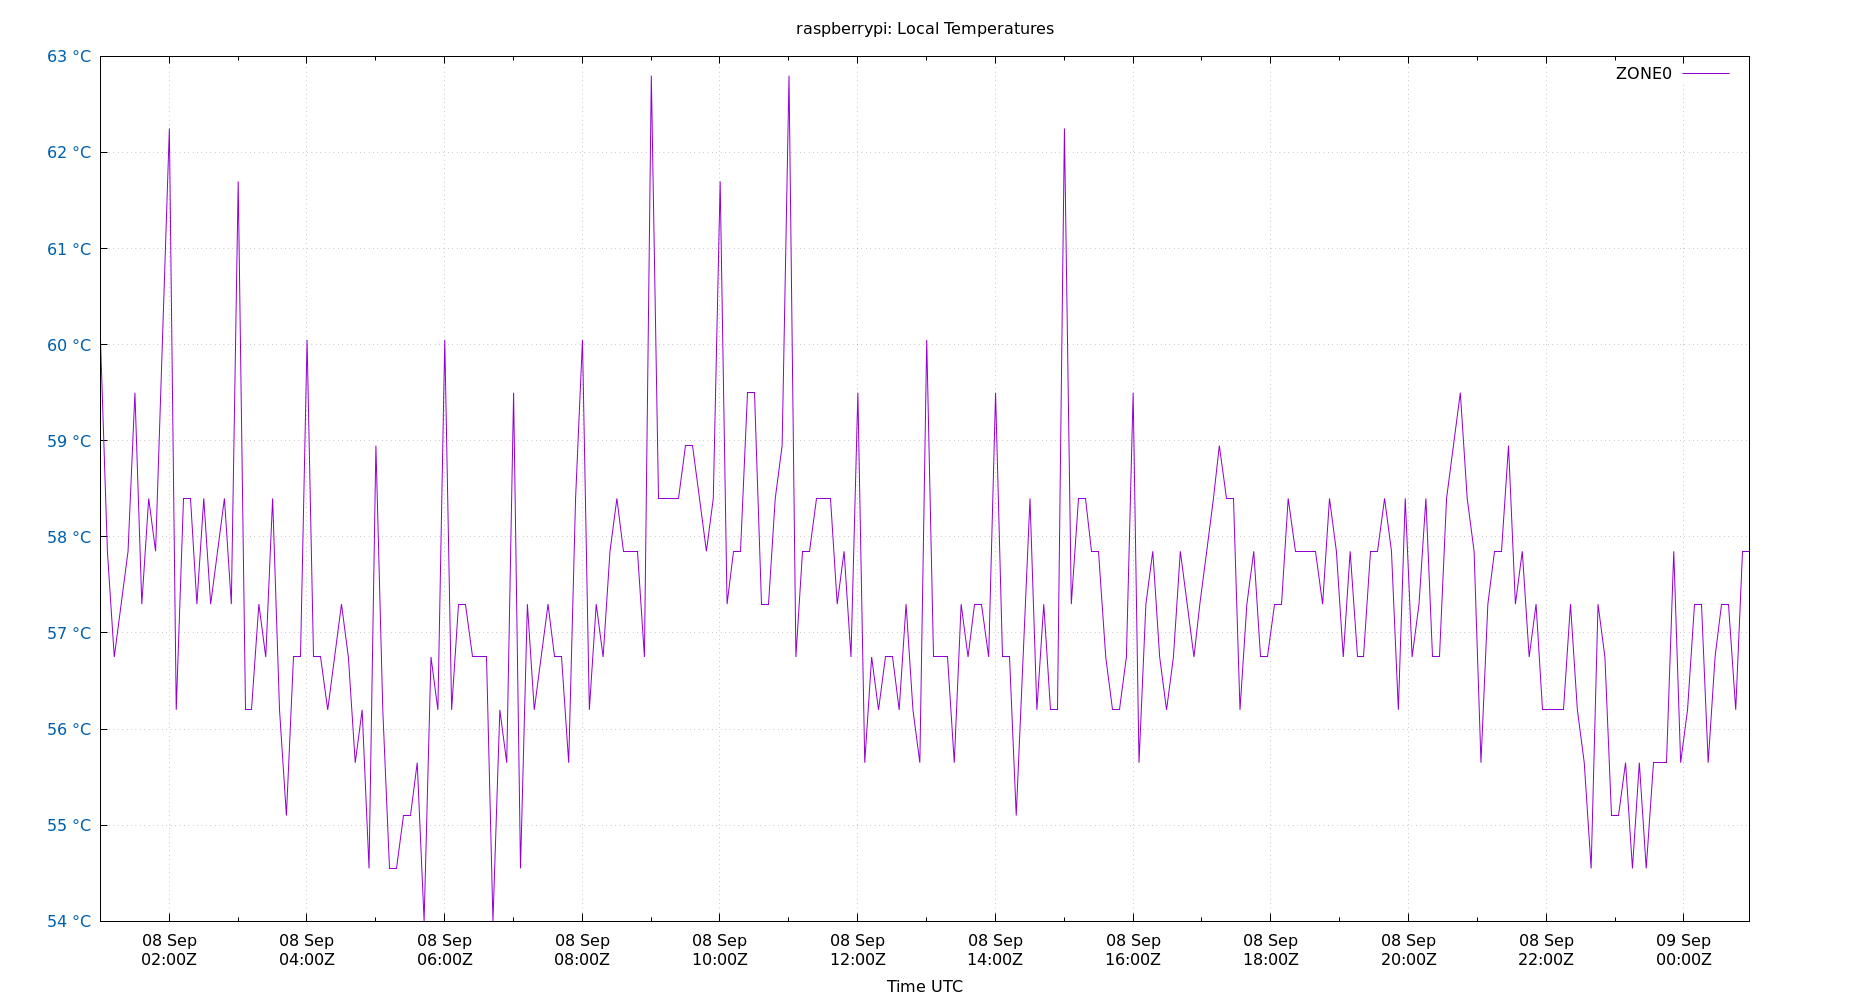 raspberrypi: Local Temperatures
63 °C
ZONE0
62 °C
61 °C
60 °C
59 °C
58 °C
57 °C
56 °C
55 °C
54 °C
08 Sep 08 Sep 08 Sep 08 Sep 08 Sep 08 Sep 08 Sep 08 Sep 08 Sep 08 Sep 08 Sep 09 Sep
02:00Z 04:00Z 06:00Z 08:00Z 10:00Z 12:00Z 14:00Z 16:00Z 18:00Z 20:00Z 22:00Z 00:00Z
Time UTC